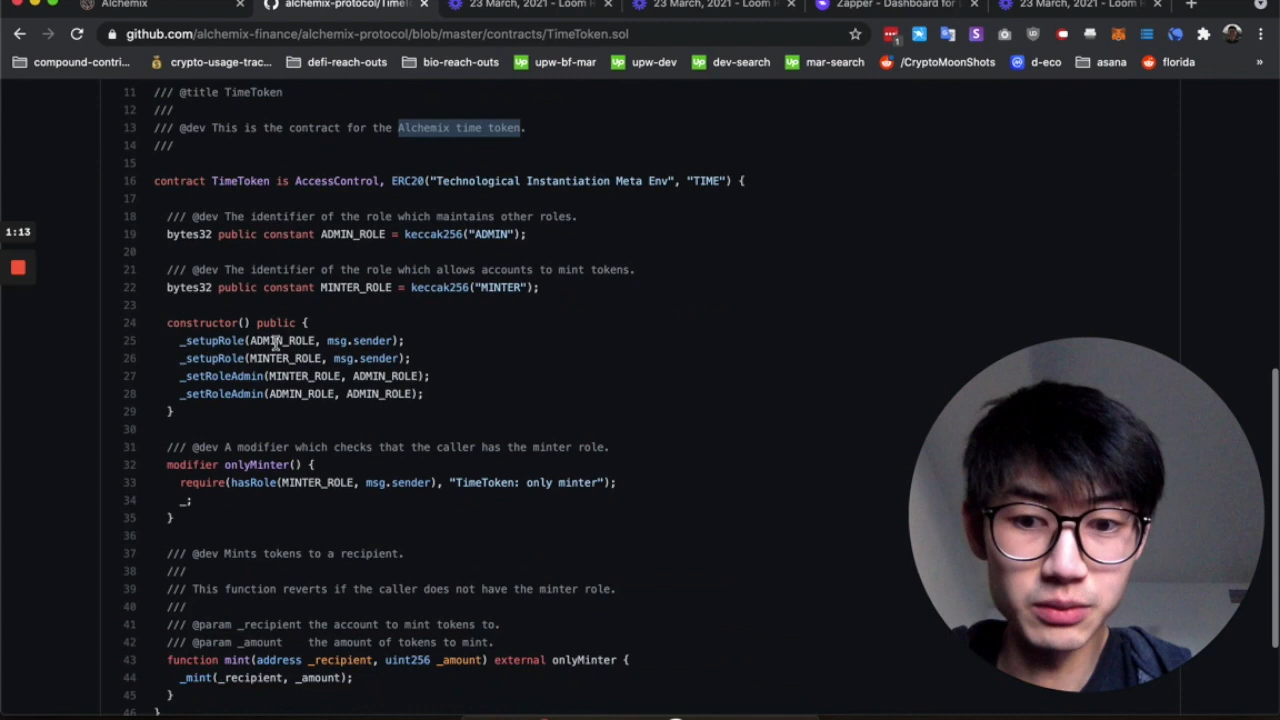 Alchemix
alchemix-protocol/TimeT
23 March, 2021 - Loom
23 March, 2021 - Loom
Zapper - Dashboard for
23 March, 2021 - Loom
github.com/alchemix-finance/alchemix-protocol/blob/master/contracts/TimeToken.sol
compound-contri...
crypto-usage-trac...
defi-reach-outs
bio-reach-outs
Up upw-bf-mar
Up upw-dev
Up dev-search
Up mar-search
/CryptoMoonShots
d-eco
asana
florida
»
11 /// @title TimeToken
12 ///
13 /// @dev This is the contract for the Alchemix time token.
14 ///
15
16 contract TimeToken is AccessControl, ERC20("Technological Instantiation Meta Env", "TIME") {
17
18 /// @dev The identifier of the role which maintains other roles.
19 bytes32 public constant ADMIN_ROLE = keccak256("ADMIN");
20
21 /// @dev The identifier of the role which allows accounts to mint tokens.
22 bytes32 public constant MINTER_ROLE = keccak256("MINTER");
23
24 constructor() public {
25 _setupRole(ADMIN_ROLE, msg.sender);
26 _setupRole(MINTER_ROLE, msg.sender);
27 _setRoleAdmin(MINTER_ROLE, ADMIN_ROLE);
28 _setRoleAdmin(ADMIN_ROLE, ADMIN_ROLE);
29 }
30
31 /// @dev A modifier which checks that the caller has the minter role.
32 modifier onlyMinter() {
33 require(hasRole(MINTER_ROLE, msg.sender), "TimeToken: only minter");
34 _;
35 }
36
37 /// @dev Mints tokens to a recipient.
38 ///
39 /// This function reverts if the caller does not have the minter role.
40 ///
41 /// @param _recipient the account to mint tokens to.
42 /// @param _amount the amount of tokens to mint.
43 function mint(address _recipient, uint256 _amount) external onlyMinter {
44 _mint(_recipient, _amount);
45 }
46 }
1:13